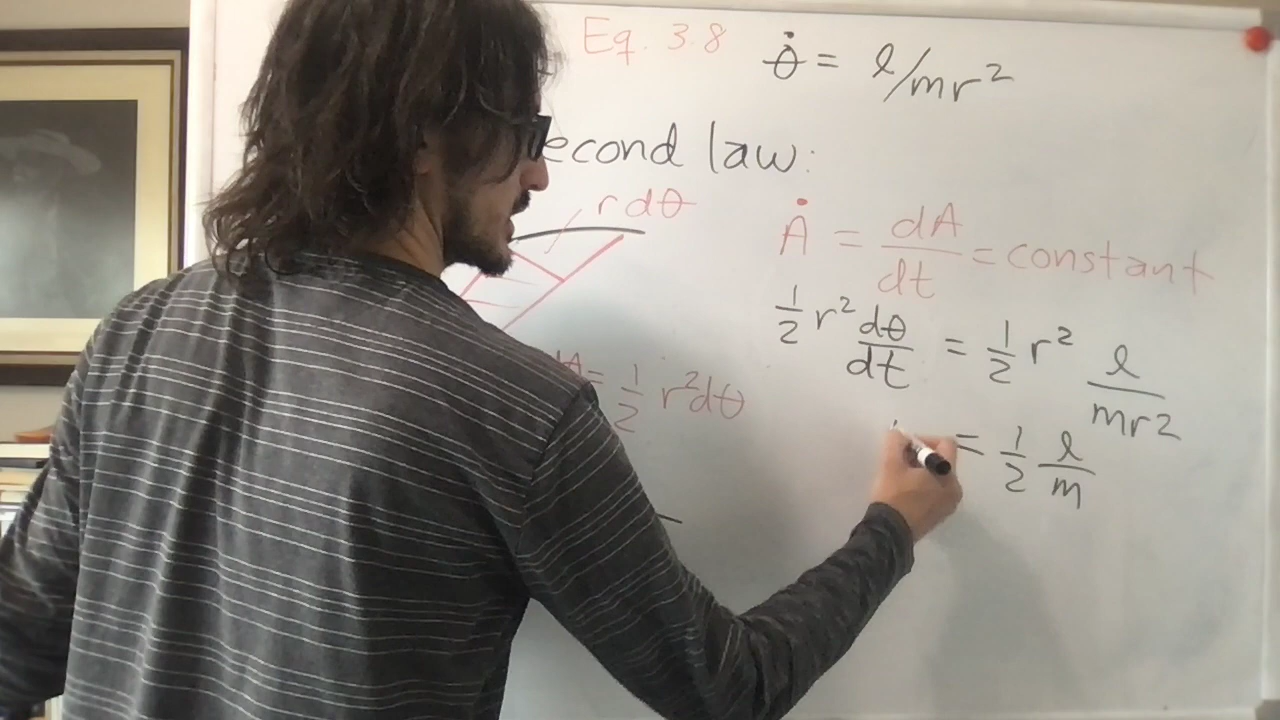 Eq. 3.8 θ̇ = ℓ/mr²
econd law:
rdθ
Ȧ = dA/dt = constant
1/2 r² dθ/dt = 1/2 r² ℓ/mr2
dA = 1/2 r²dθ
= 1/2 ℓ/m